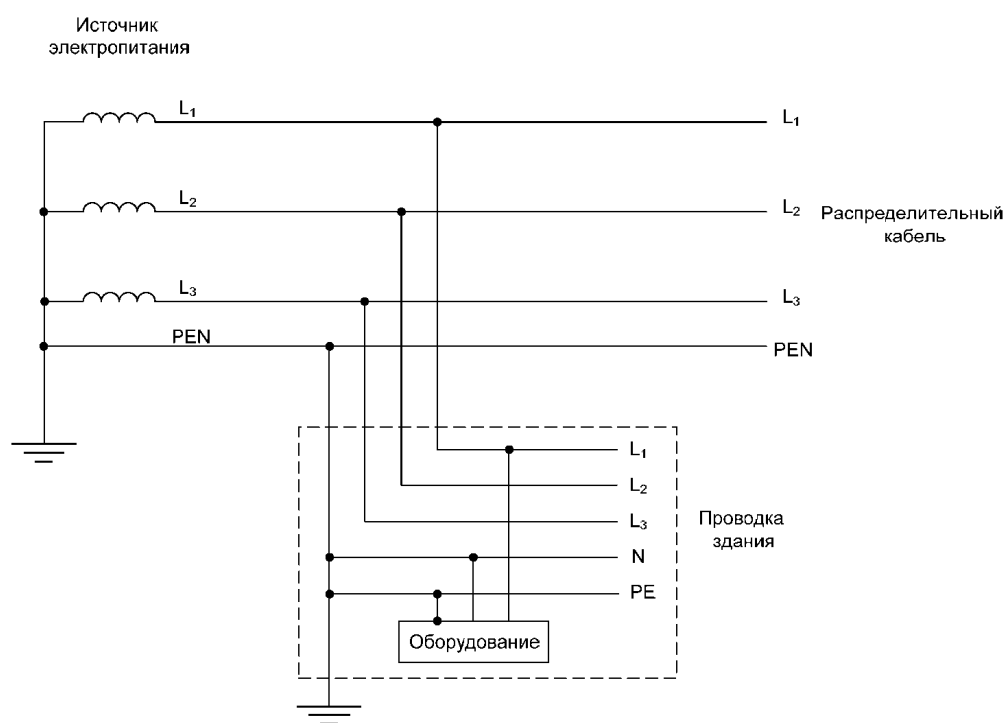 Источник
электропитания
L₁ L₁
L₂ L₂
Распределительный
кабель
L₃ L₃
PEN PEN
L₁
L₂
L₃
Проводка
здания
N
PE
Оборудование